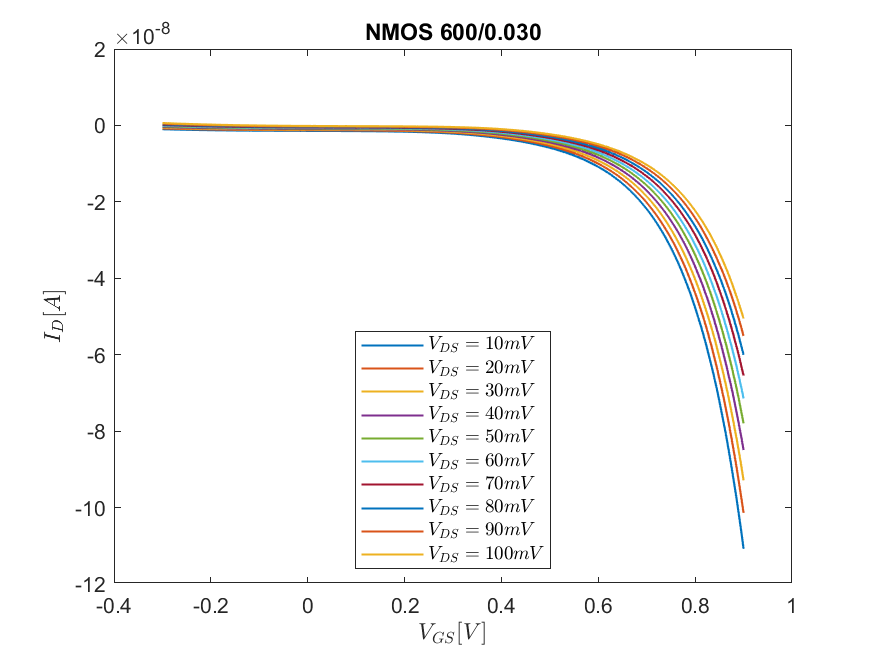 NMOS 600/0.030
×10⁻⁸
2
0
-2
-4
-6
-8
-10
-12
I_D[A]
V_DS = 10mV
V_DS = 20mV
V_DS = 30mV
V_DS = 40mV
V_DS = 50mV
V_DS = 60mV
V_DS = 70mV
V_DS = 80mV
V_DS = 90mV
V_DS = 100mV
-0.4 -0.2 0 0.2 0.4 0.6 0.8 1
V_GS[V]